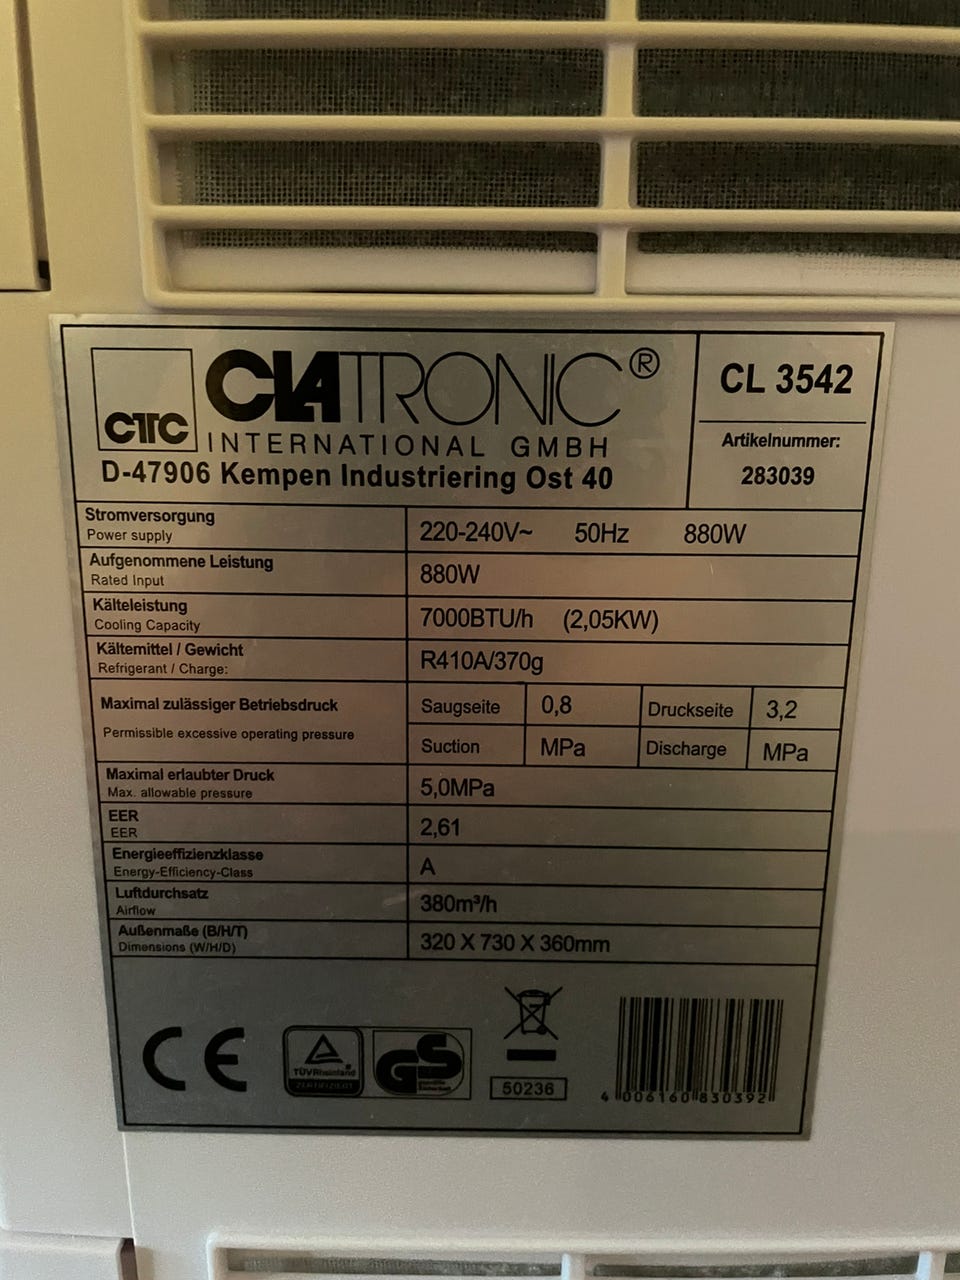 CTC
CLATRONIC®
INTERNATIONAL GMBH
D-47906 Kempen Industriering Ost 40
CL 3542
Artikelnummer:
283039
Stromversorgung
Power supply
220-240V~ 50Hz 880W
Aufgenommene Leistung
Rated Input
880W
Kälteleistung
Cooling Capacity
7000BTU/h (2,05KW)
Kältemittel / Gewicht
Refrigerant / Charge:
R410A/370g
Maximal zulässiger Betriebsdruck
Permissible excessive operating pressure
Saugseite 0,8 Druckseite 3,2
Suction MPa Discharge MPa
Maximal erlaubter Druck
Max. allowable pressure
5,0MPa
EER
EER
2,61
Energieeffizienzklasse
Energy-Efficiency-Class
A
Luftdurchsatz
Airflow
380m³/h
Außenmaße (B/H/T)
Dimensions (W/H/D)
320 X 730 X 360mm
CE
TÜVRheinland
ZERTIFIZIERT
GS
geprüfte
Sicherheit
50236
4 006160 830392